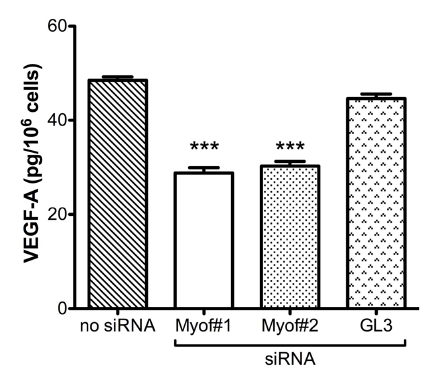 VEGF-A (pg/10⁶ cells)
60
40
20
0
*** ***
no siRNA Myof#1 Myof#2 GL3
siRNA